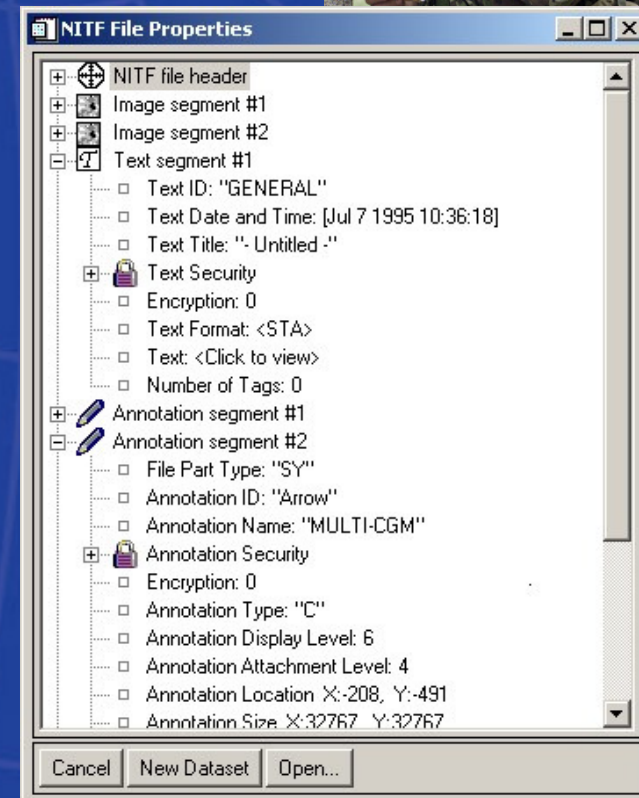 NITF File Properties
NITF file header
Image segment #1
Image segment #2
Text segment #1
Text ID: "GENERAL"
Text Date and Time: [Jul 7 1995 10:36:18]
Text Title: "- Untitled -"
Text Security
Encryption: 0
Text Format: <STA>
Text: <Click to view>
Number of Tags: 0
Annotation segment #1
Annotation segment #2
File Part Type: "SY"
Annotation ID: "Arrow"
Annotation Name: "MULTI-CGM"
Annotation Security
Encryption: 0
Annotation Type: "C"
Annotation Display Level: 6
Annotation Attachment Level: 4
Annotation Location X:-208, Y:-491
Annotation Size X:32767 Y:32767
Cancel New Dataset Open...